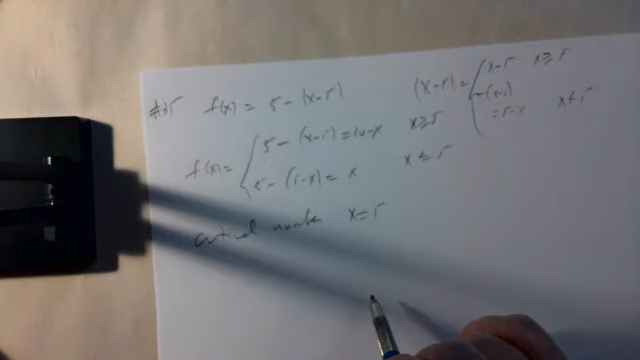 #35 f(x) = 5 - |x-5|
|x-5| = { x-5 x≥5
-(x-5)
= 5-x x≤5
f(x) = { 5 - (x-5) = 10-x x≥5
5 - (5-x) = x x≤5
critical number x=5